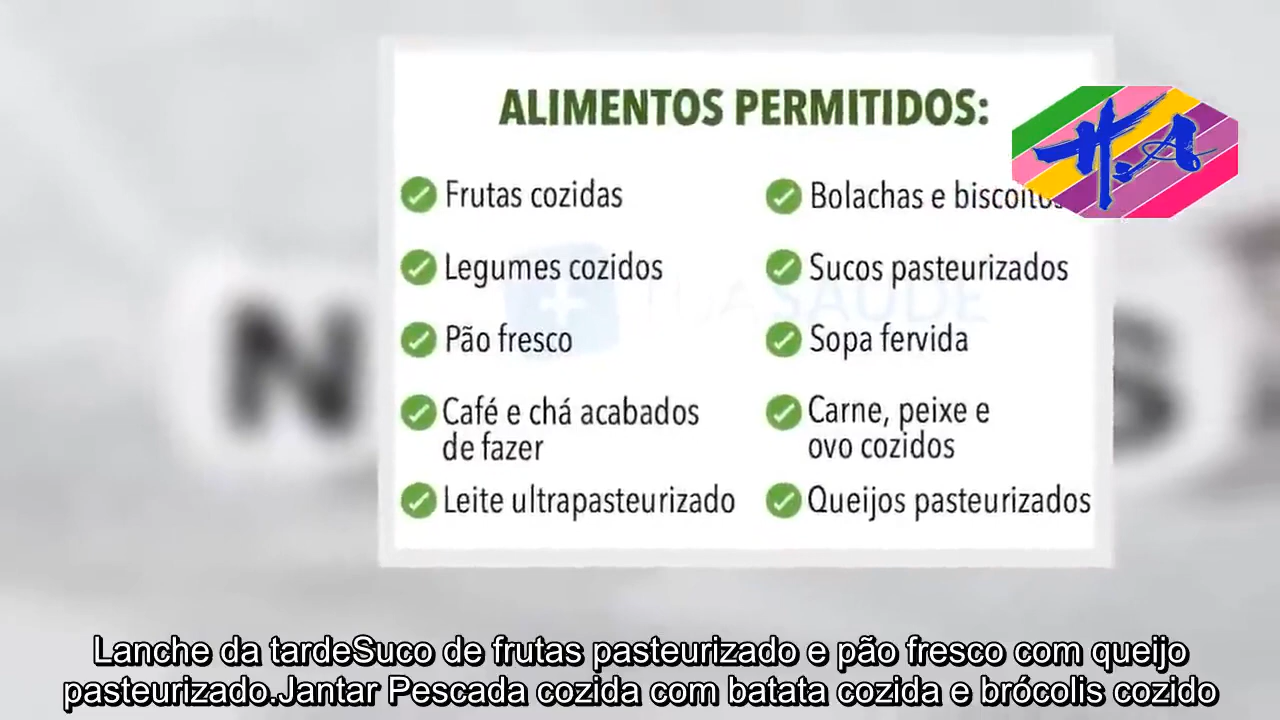 ALIMENTOS PERMITIDOS:
H.A
Frutas cozidas
Bolachas e biscoitos
Legumes cozidos
Sucos pasteurizados
Pão fresco
Sopa fervida
Café e chá acabados
de fazer
Carne, peixe e
ovo cozidos
Leite ultrapasteurizado
Queijos pasteurizados
Lanche da tardeSuco de frutas pasteurizado e pão fresco com queijo
pasteurizado.Jantar Pescada cozida com batata cozida e brócolis cozido